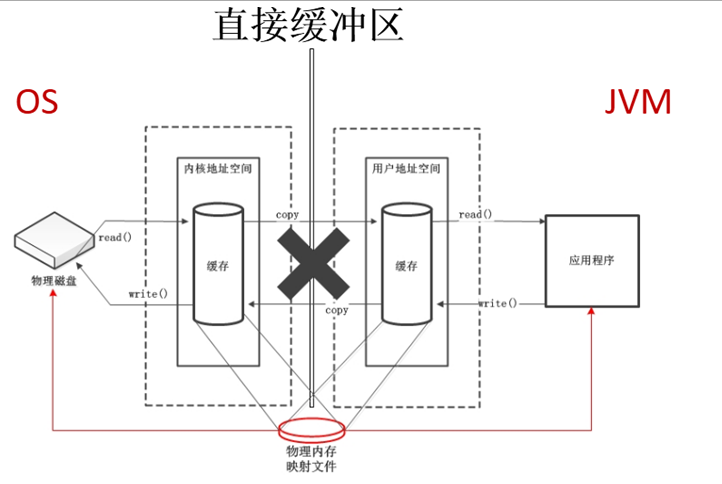 直接缓冲区
OS
JVM
内核地址空间
用户地址空间
copy
read()
read()
缓存
缓存
应用程序
物理磁盘
write()
copy
write()
物理内存
映射文件